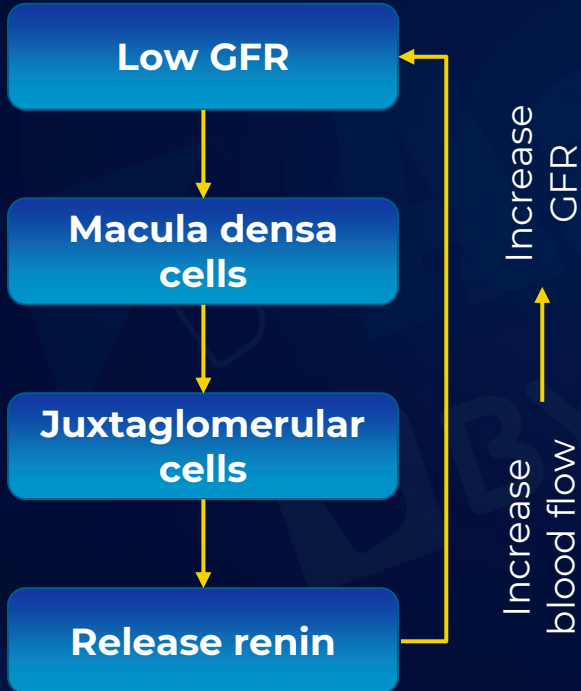 Low GFR
Macula densa
cells
Juxtaglomerular
cells
Release renin
Increase
blood flow
Increase
GFR